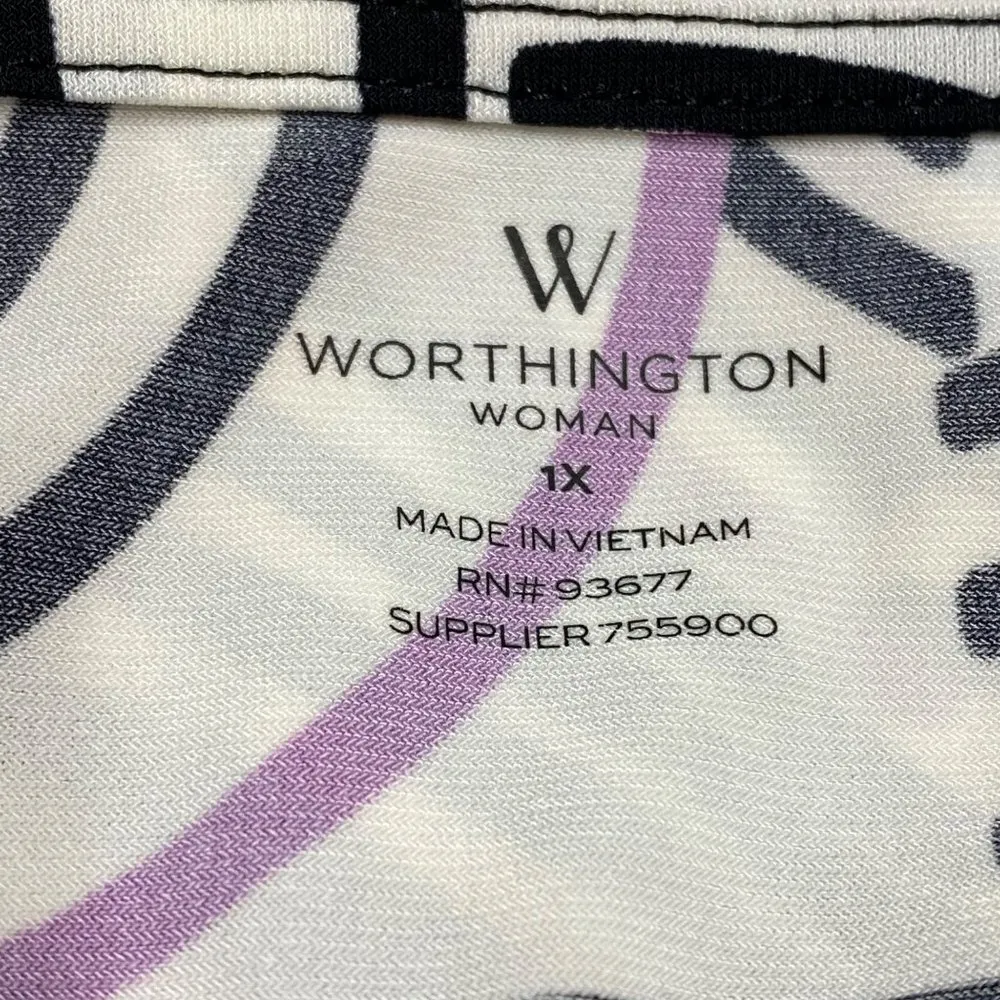 W
WORTHINGTON
WOMAN
1X
MADE IN VIETNAM
RN# 93677
SUPPLIER 755900